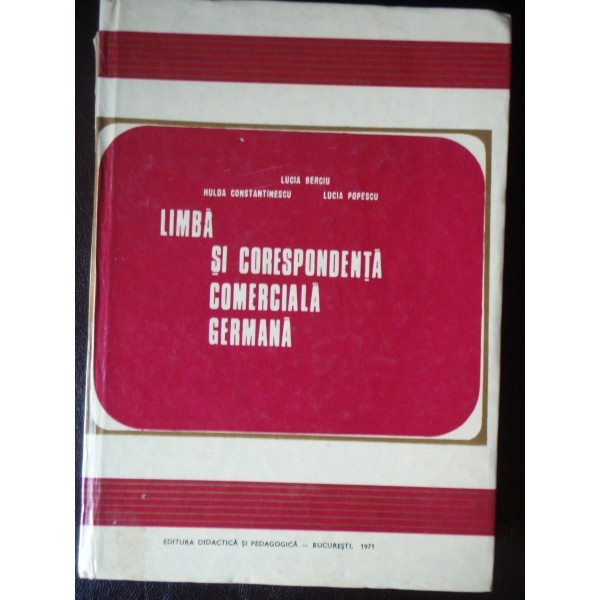 LUCIA BERCIU
HULDA CONSTANTINESCU LUCIA POPESCU
LIMBĂ
ȘI CORESPONDENȚĂ
COMERCIALĂ
GERMANĂ
EDITURA DIDACTICĂ ȘI PEDAGOGICĂ — BUCUREȘTI, 1971